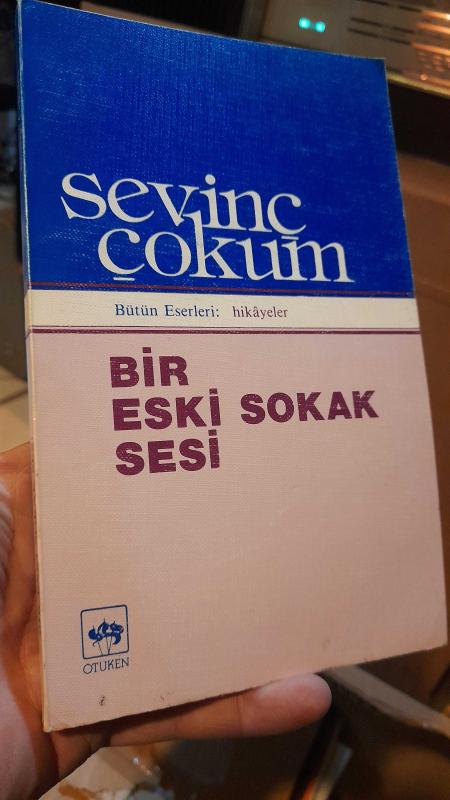 Sevinç
çokum
Bütün Eserleri: hikâyeler
BİR
ESKİ SOKAK
SESİ
ÖTÜKEN